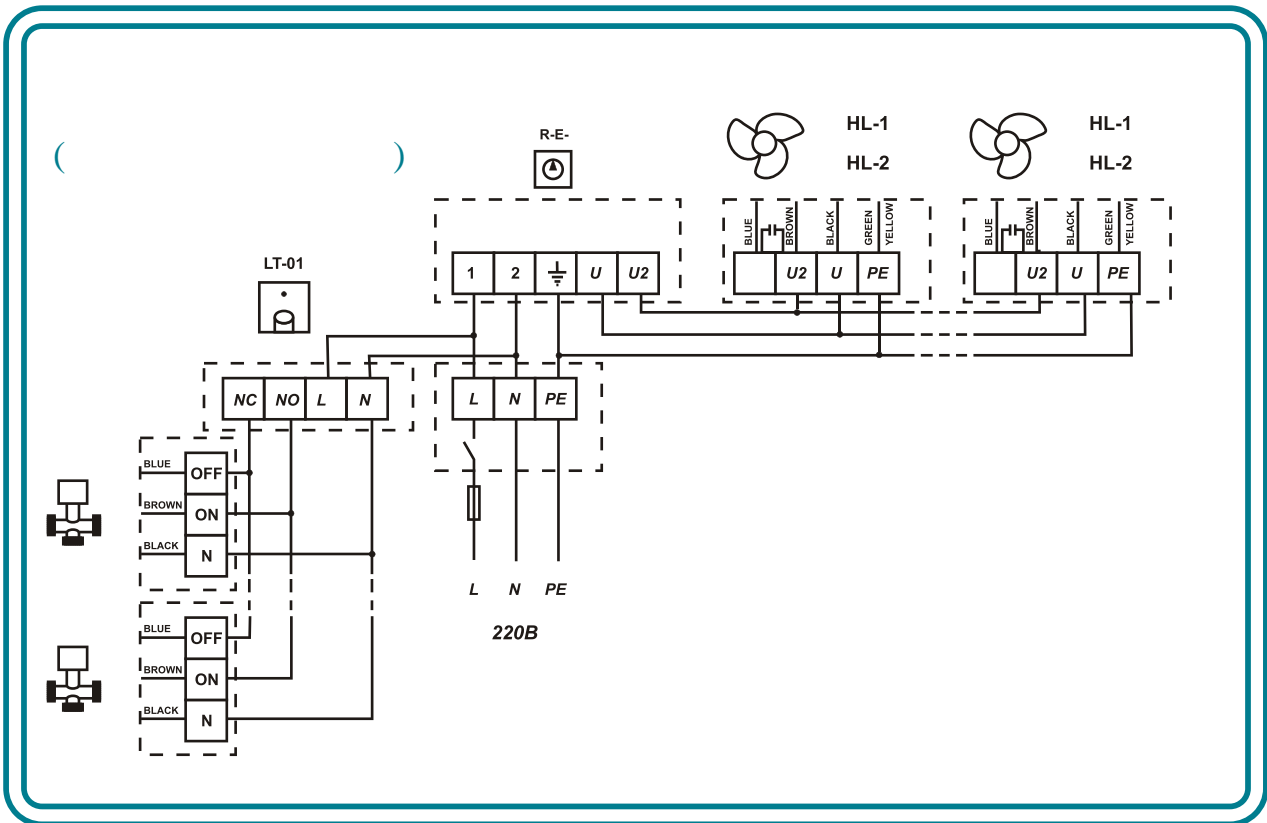 ( )
R-E-
HL-1
HL-2
HL-1
HL-2
BLUE
BROWN
BLACK
GREEN
YELLOW
BLUE
BROWN
BLACK
GREEN
YELLOW
LT-01
1 2 U U2
U2 U PE
U2 U PE
NC NO L N
L N PE
BLUE OFF
BROWN ON
BLACK N
L N PE
220В
BLUE OFF
BROWN ON
BLACK N